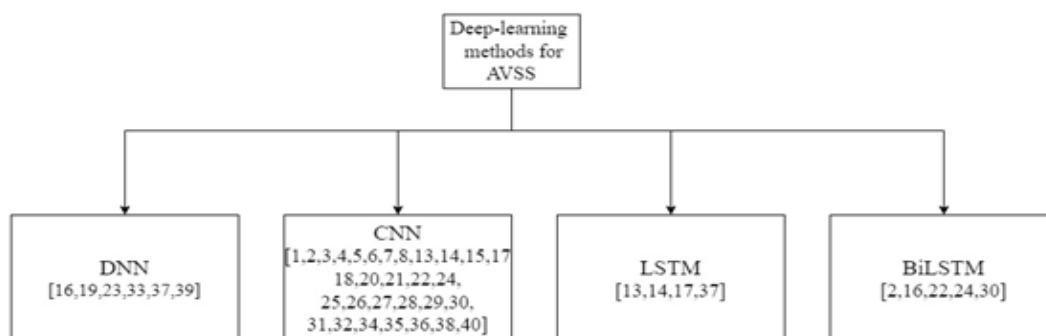 Deep-learning
methods for
AVSS
DNN
[16,19,23,33,37,39]
CNN
[1,2,3,4,5,6,7,8,13,14,15,17
18,20,21,22,24,
25,26,27,28,29,30,
31,32,34,35,36,38,40]
LSTM
[13,14,17,37]
BiLSTM
[2,16,22,24,30]